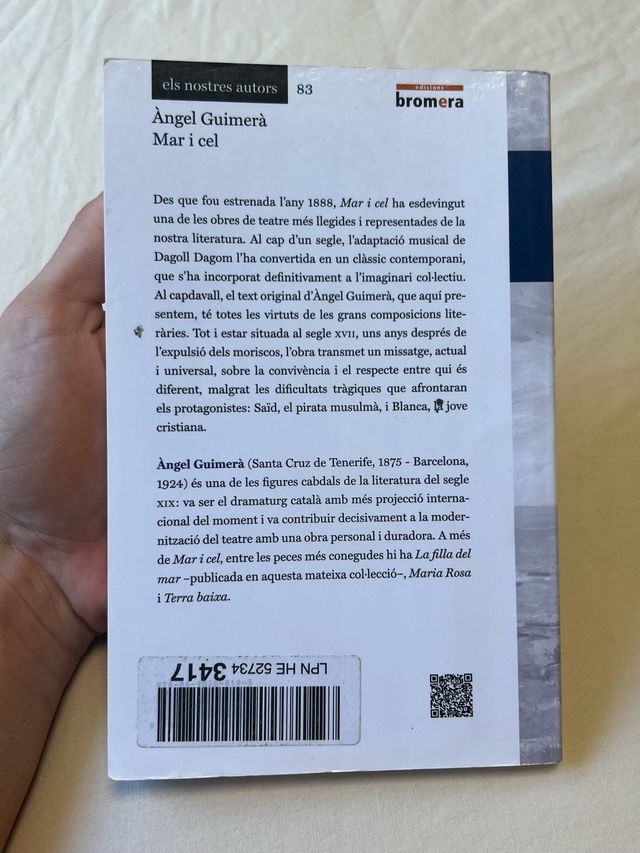 els nostres autors 83
edicions
bromera
Àngel Guimerà
Mar i cel
Des que fou estrenada l'any 1888, Mar i cel ha esdevingut
una de les obres de teatre més llegides i representades de la
nostra literatura. Al cap d'un segle, l'adaptació musical de
Dagoll Dagom l'ha convertida en un clàssic contemporani,
que s'ha incorporat definitivament a l'imaginari col·lectiu.
Al capdavall, el text original d'Àngel Guimerà, que aquí pre-
sentem, té totes les virtuts de les grans composicions lite-
ràries. Tot i estar situada al segle XVII, uns anys després de
l'expulsió dels moriscos, l'obra transmet un missatge, actual
i universal, sobre la convivència i el respecte entre qui és
diferent, malgrat les dificultats tràgiques que afrontaran
els protagonistes: Saïd, el pirata musulmà, i Blanca, la jove
cristiana.
Àngel Guimerà (Santa Cruz de Tenerife, 1875 - Barcelona,
1924) és una de les figures cabdals de la literatura del segle
XIX: va ser el dramaturg català amb més projecció interna-
cional del moment i va contribuir decisivament a la moder-
nització del teatre amb una obra personal i duradora. A més
de Mar i cel, entre les peces més conegudes hi ha La filla del
mar –publicada en aquesta mateixa col·lecció–, Maria Rosa
i Terra baixa.
LPN HE 52734 3417